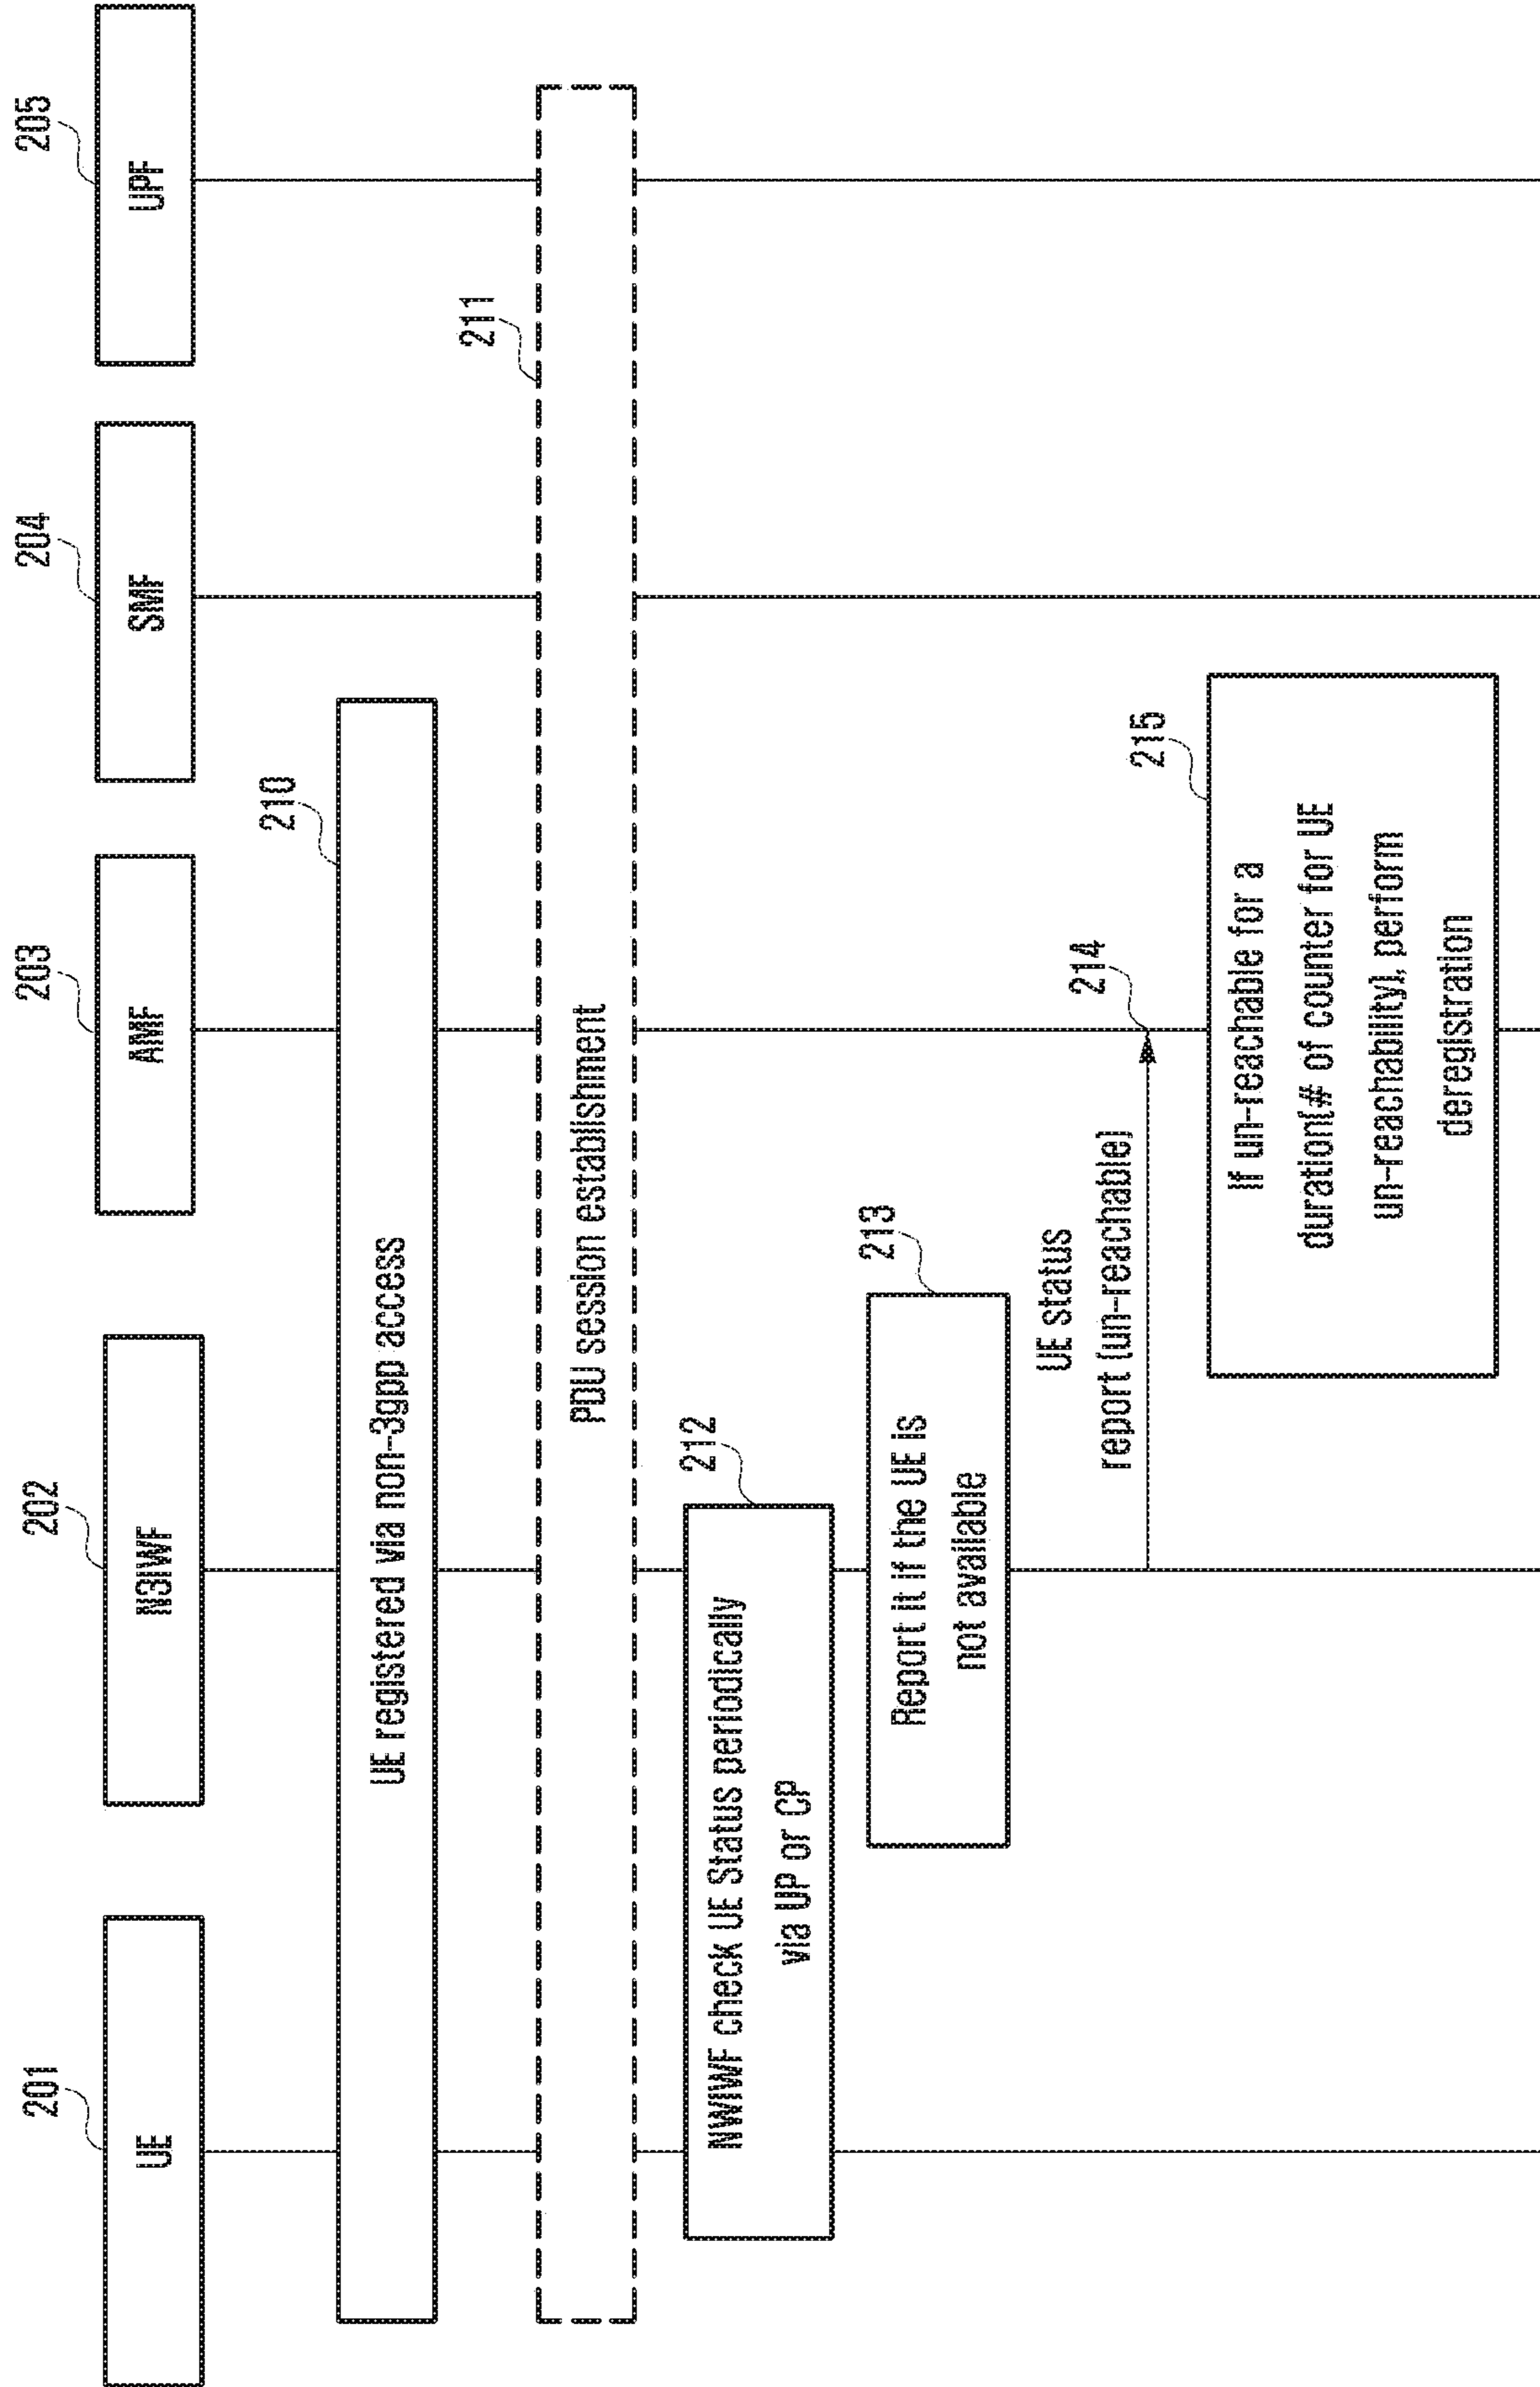 201
202
203
204
205
UE
N3IWF
AMF
SMF
UPF
210
UE registered via non-3gpp access
211
PDU session establishment
212
NWIWF check UE Status periodically
via UP or CP
213
Report it if the UE is
not available
UE status
report (un-reachable)
214
215
If un-reachable for a
duration(# of counter for UE
un-reachability), perform
deregistration